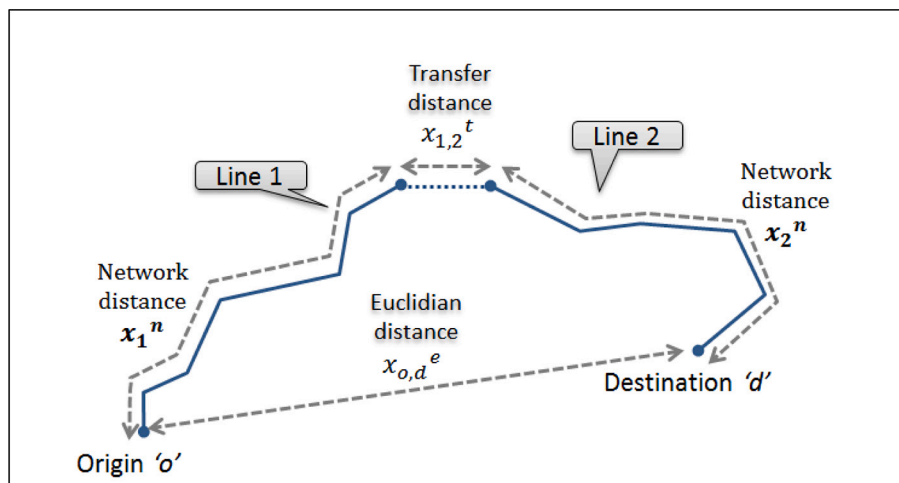 Transfer
distance
x₁,₂ᵗ
Line 1
Line 2
Network
distance
x₂ⁿ
Network
distance
x₁ⁿ
Euclidian
distance
xₒ,dᵉ
Destination ‘d’
Origin ‘o’